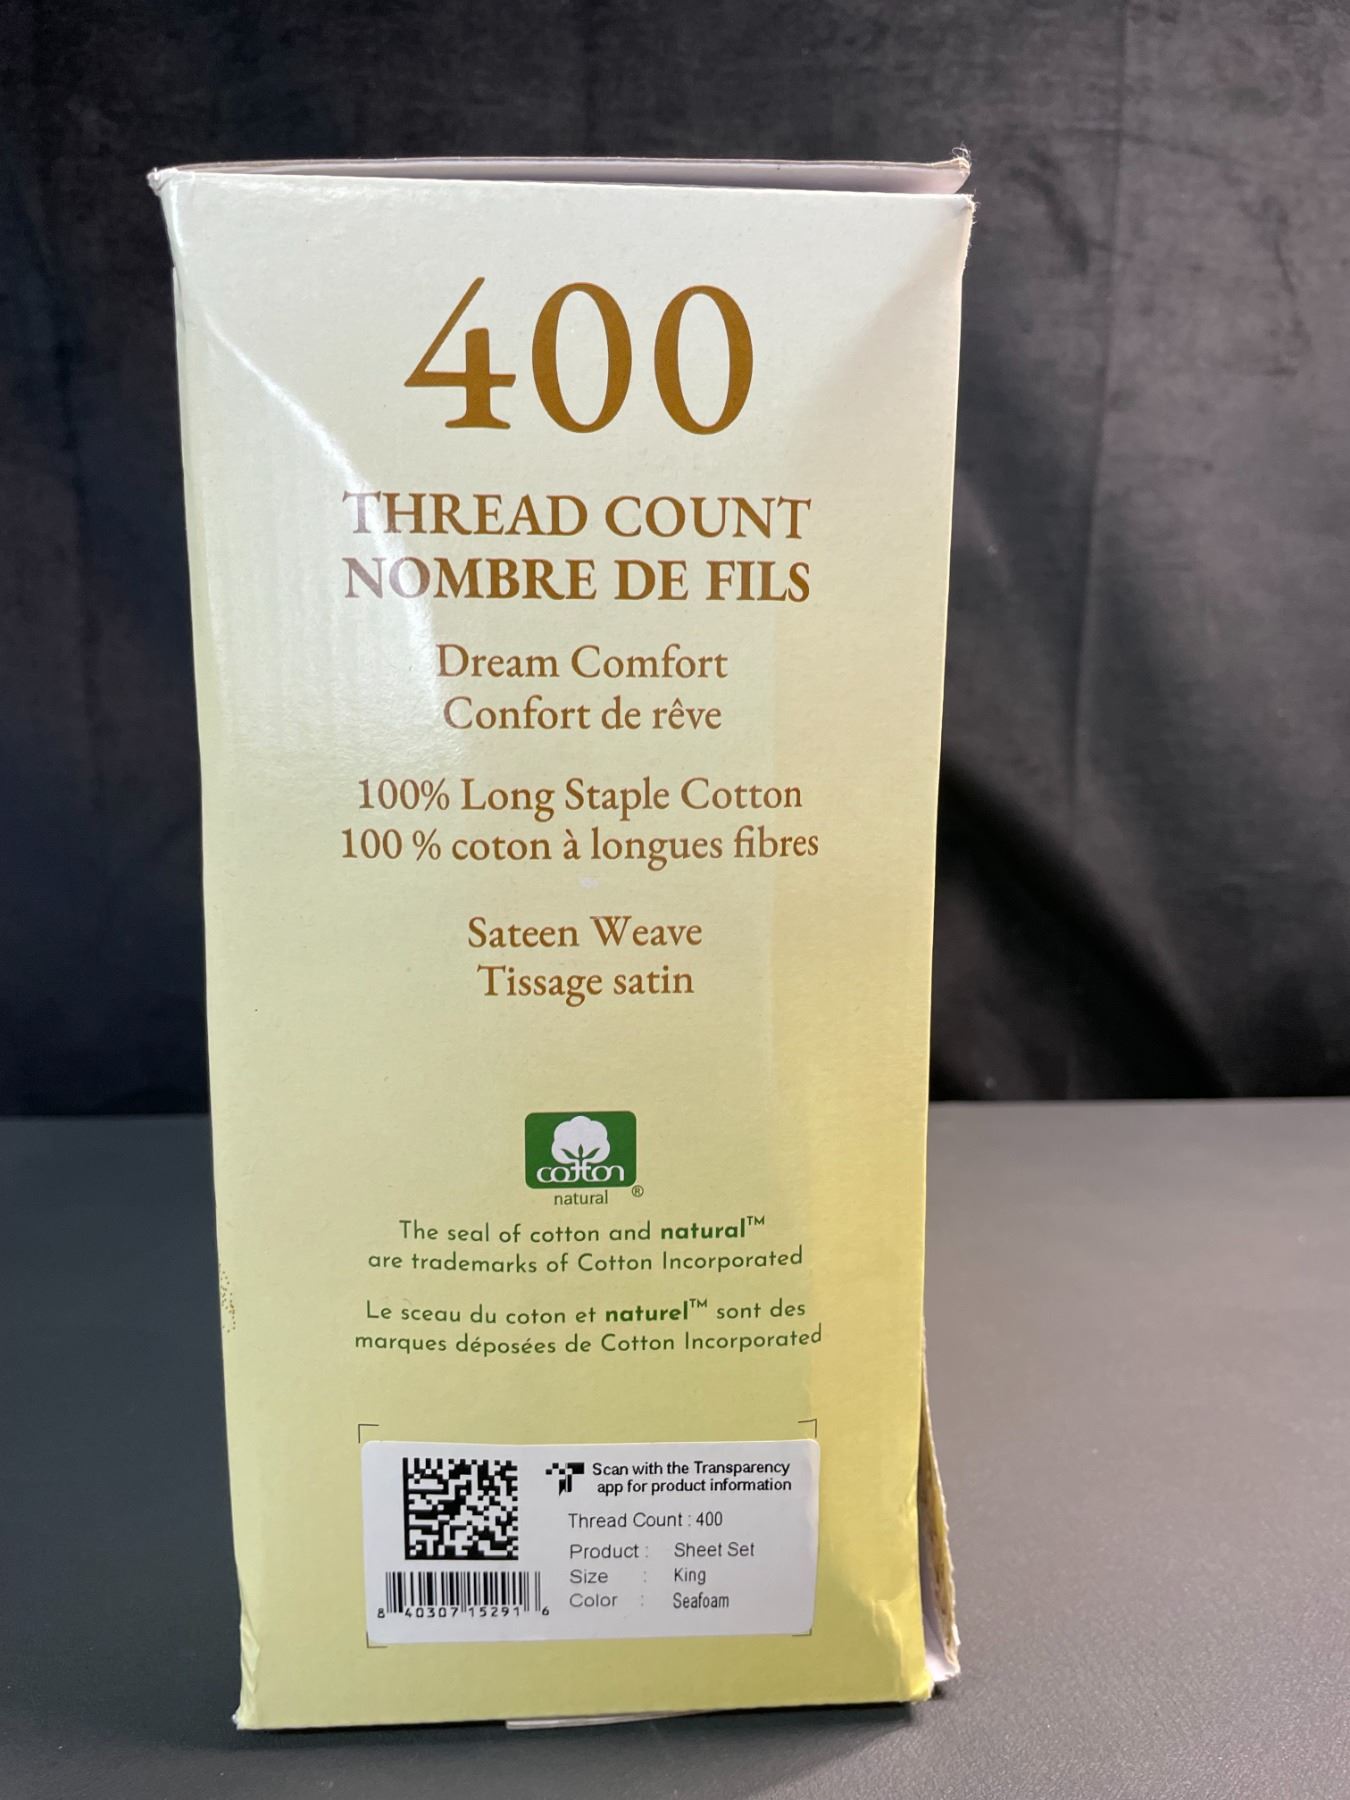 400
THREAD COUNT
NOMBRE DE FILS
Dream Comfort
Confort de rêve
100% Long Staple Cotton
100 % coton à longues fibres
Sateen Weave
Tissage satin
cotton
natural ®
The seal of cotton and natural™
are trademarks of Cotton Incorporated
Le sceau du coton et naturel™ sont des
marques déposées de Cotton Incorporated
Scan with the Transparency
app for product information
Thread Count : 400
Product : Sheet Set
Size : King
Color : Seafoam
8 40307 15291 6